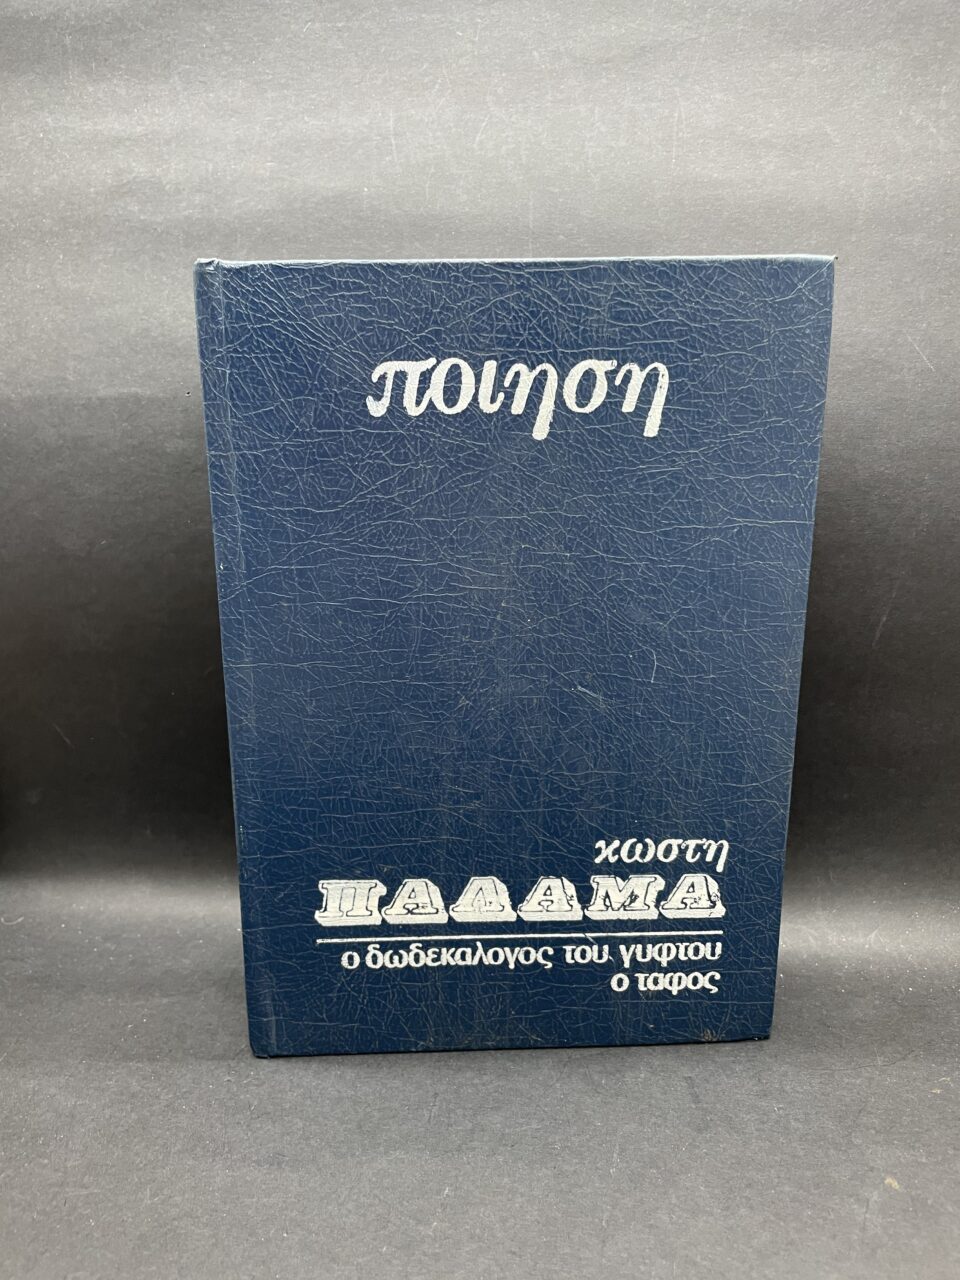 ποιηση
κωστη
ΠΑΛΑΜΑ
ο δωδεκαλογος του γυφτου
ο ταφος